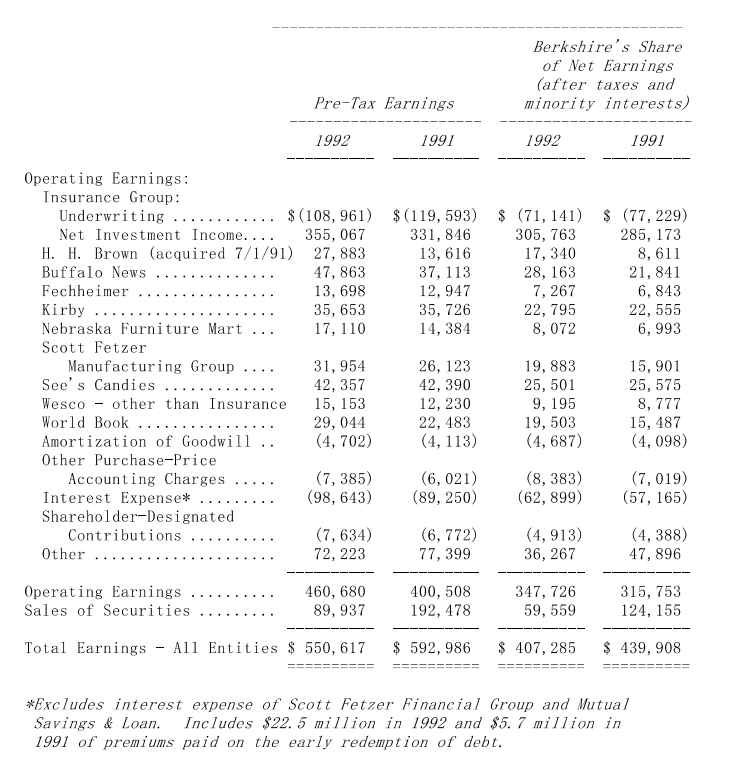 Berkshire's Share
of Net Earnings
(after taxes and
Pre-Tax Earnings minority interests)
1992 1991 1992 1991
Operating Earnings:
Insurance Group:
Underwriting ............ $(108,961) $(119,593) $ (71,141) $ (77,229)
Net Investment Income.... 355,067 331,846 305,763 285,173
H. H. Brown (acquired 7/1/91) 27,883 13,616 17,340 8,611
Buffalo News .............. 47,863 37,113 28,163 21,841
Fechheimer ................ 13,698 12,947 7,267 6,843
Kirby ..................... 35,653 35,726 22,795 22,555
Nebraska Furniture Mart ... 17,110 14,384 8,072 6,993
Scott Fetzer
Manufacturing Group .... 31,954 26,123 19,883 15,901
See's Candies ............. 42,357 42,390 25,501 25,575
Wesco - other than Insurance 15,153 12,230 9,195 8,777
World Book ................ 29,044 22,483 19,503 15,487
Amortization of Goodwill .. (4,702) (4,113) (4,687) (4,098)
Other Purchase-Price
Accounting Charges ..... (7,385) (6,021) (8,383) (7,019)
Interest Expense* ......... (98,643) (89,250) (62,899) (57,165)
Shareholder-Designated
Contributions .......... (7,634) (6,772) (4,913) (4,388)
Other ..................... 72,223 77,399 36,267 47,896
Operating Earnings .......... 460,680 400,508 347,726 315,753
Sales of Securities ......... 89,937 192,478 59,559 124,155
Total Earnings - All Entities $ 550,617 $ 592,986 $ 407,285 $ 439,908
*Excludes interest expense of Scott Fetzer Financial Group and Mutual
Savings & Loan. Includes $22.5 million in 1992 and $5.7 million in
1991 of premiums paid on the early redemption of debt.